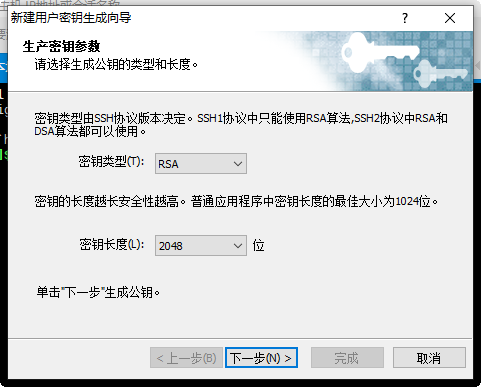 新建用户密钥生成向导
生产密钥参数
请选择生成公钥的类型和长度。
密钥类型由SSH协议版本决定。SSH1协议中只能使用RSA算法,SSH2协议中RSA和
DSA算法都可以使用。
密钥类型(T): RSA
密钥的长度越长安全性越高。普通应用程序中密钥长度的最佳大小为1024位。
密钥长度(L): 2048 位
单击"下一步"生成公钥。
< 上一步(B) 下一步(N) > 完成 取消